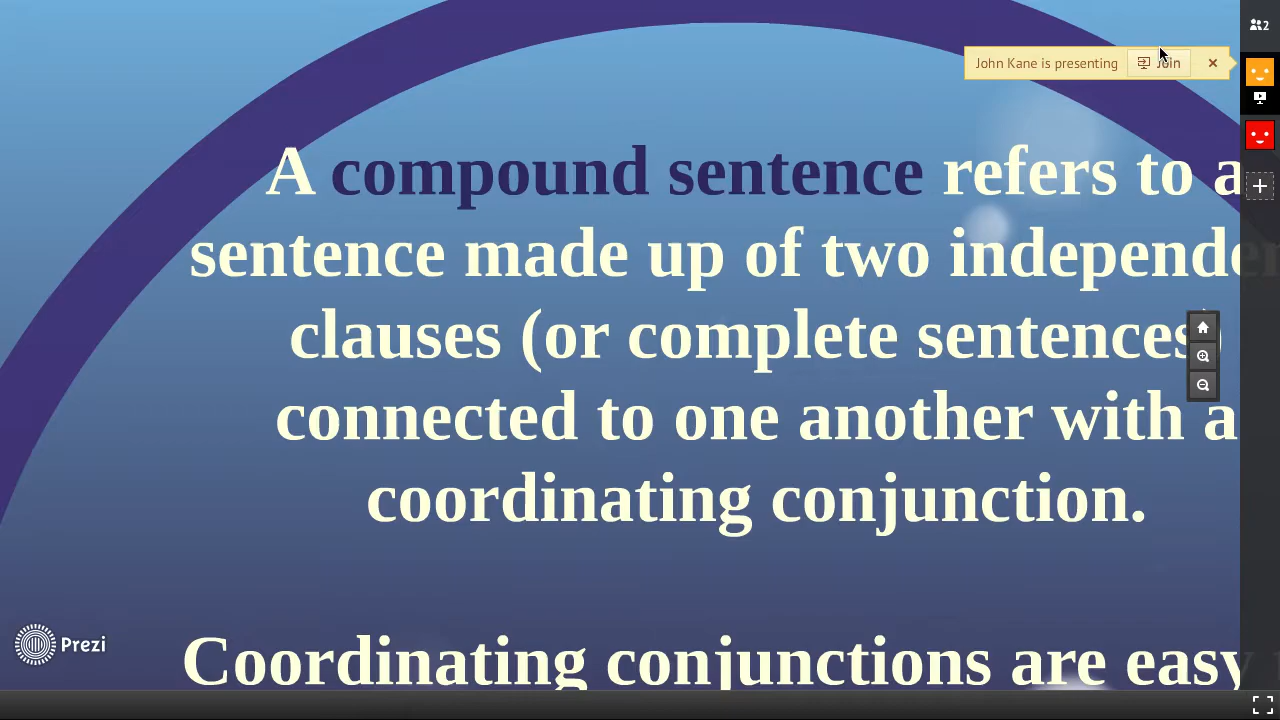 2
John Kane is presenting Join
A compound sentence refers to a
sentence made up of two
clauses (or complete sentences)
connected to one another with a
coordinating conjunction.
Coordinating conjunctions are easy
Prezi